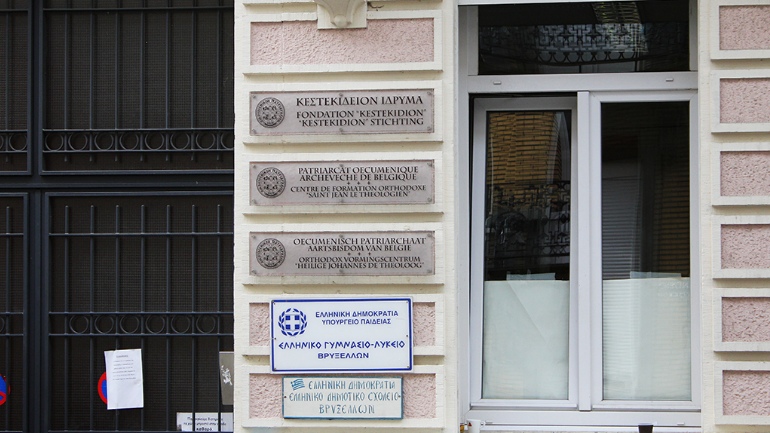 ΚΕΣΤΕΚΙΔΕΙΟΝ ΙΔΡΥΜΑ
FONDATION "KESTEKIDION"
"KESTEKIDION" STICHTING
PATRIARCAT OECUMENIQUE
ARCHEVECHE DE BELGIQUE
CENTRE DE FORMATION ORTHODOXE
"SAINT JEAN LE THEOLOGIEN"
OECUMENISCH PATRIARCHAAT
AARTSBISDOM VAN BELGIE
ORTHODOX VORMINGSCENTRUM
"HEILIGE JOHANNES DE THEOLOOG"
ΕΛΛΗΝΙΚΗ ΔΗΜΟΚΡΑΤΙΑ
ΥΠΟΥΡΓΕΙΟ ΠΑΙΔΕΙΑΣ
ΕΛΛΗΝΙΚΟ ΓΥΜΝΑΣΙΟ-ΛΥΚΕΙΟ
ΒΡΥΞΕΛΛΩΝ
ΕΛΛΗΝΙΚΗ ΔΗΜΟΚΡΑΤΙΑ
ΕΛΛΗΝΙΚΟ ΔΗΜΟΤΙΚΟ ΣΧΟΛΕΙΟ
ΒΡΥΞΕΛΛΩΝ